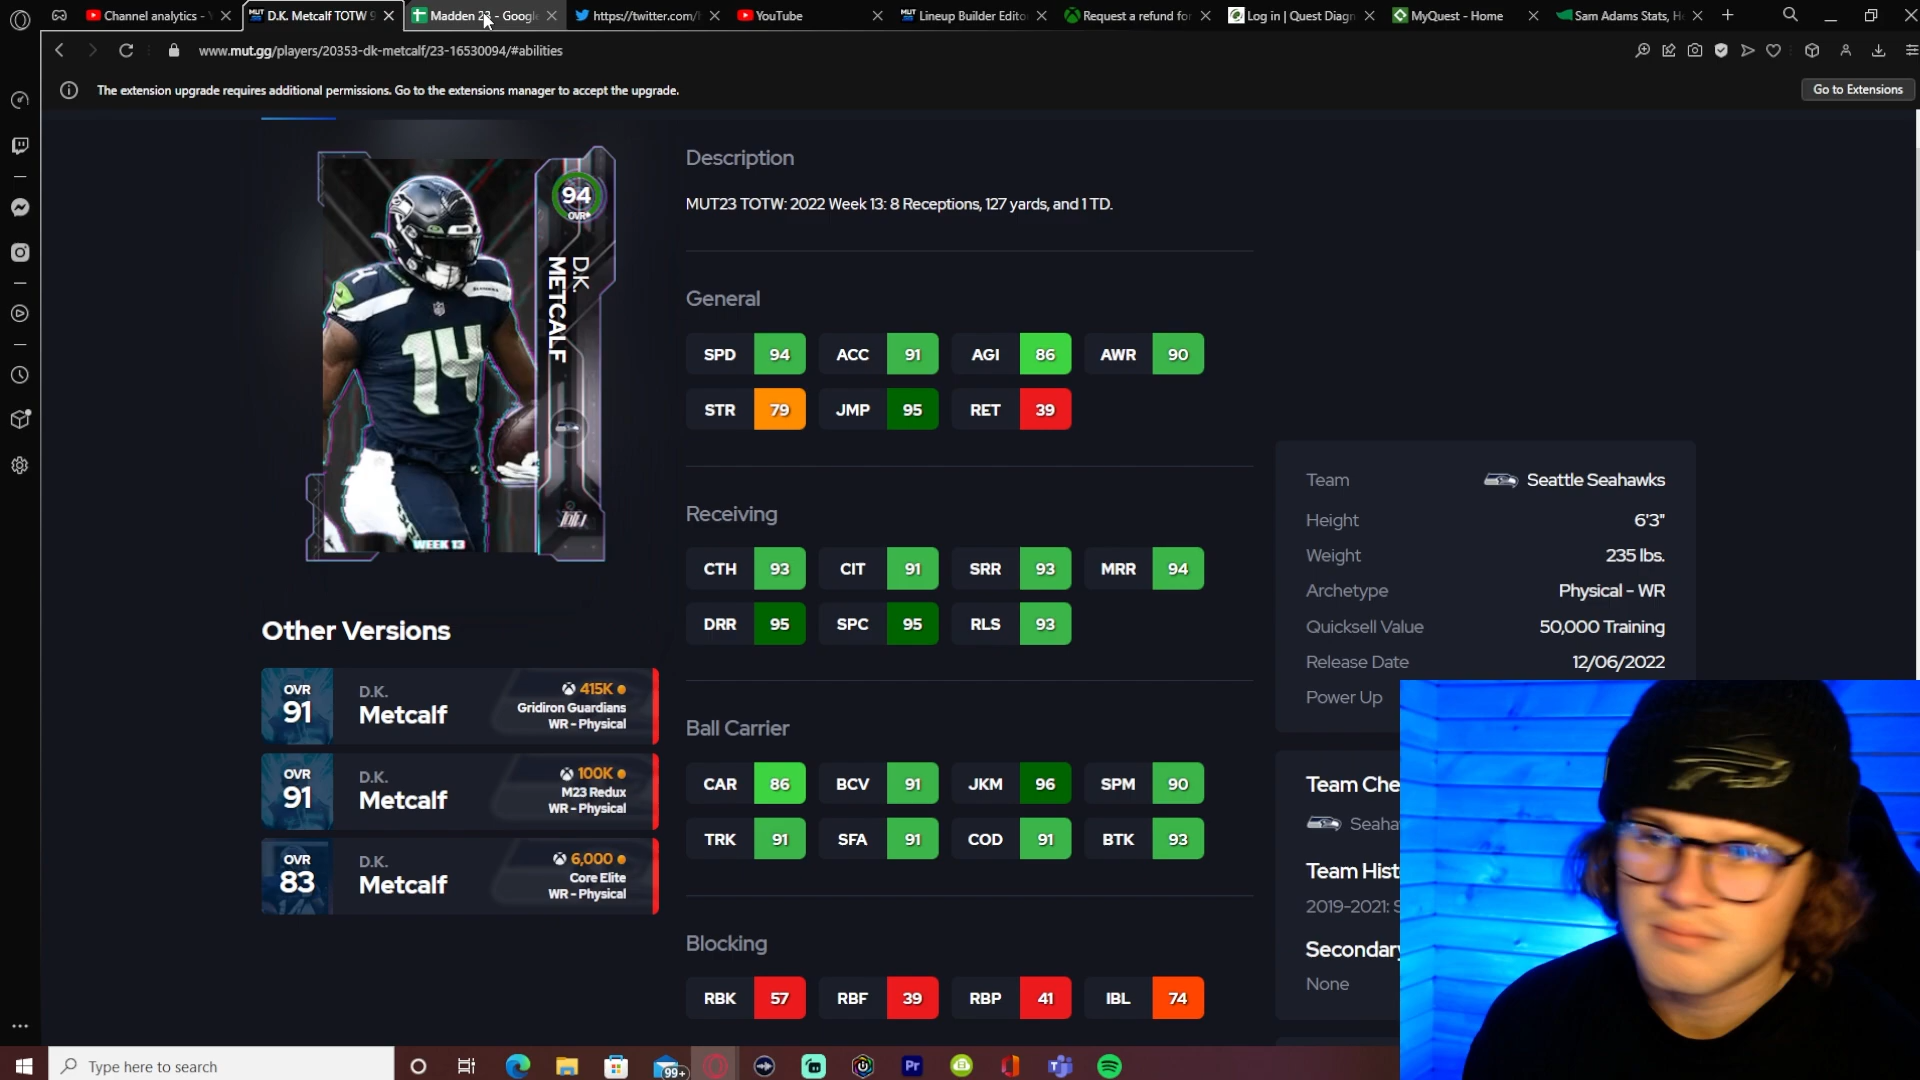 Channel analytics -
D.K. Metcalf TOTW 9
Madden 23 - Google
https://twitter.com/
YouTube
Lineup Builder Edito
Request a refund for
Log in | Quest Diagn
MyQuest - Home
Sam Adams Stats, H
www.mut.gg/players/20353-dk-metcalf/23-16530094/#abilities
The extension upgrade requires additional permissions. Go to the extensions manager to accept the upgrade.
Go to Extensions
94
OVR
D.K.
METCALF
SEAHAWKS
14
WEEK 13
Description
MUT23 TOTW: 2022 Week 13: 8 Receptions, 127 yards, and 1 TD.
General
SPD 94 ACC 91 AGI 86 AWR 90
STR 79 JMP 95 RET 39
Receiving
CTH 93 CIT 91 SRR 93 MRR 94
DRR 95 SPC 95 RLS 93
Ball Carrier
CAR 86 BCV 91 JKM 96 SPM 90
TRK 91 SFA 91 COD 91 BTK 93
Blocking
RBK 57 RBF 39 RBP 41 IBL 74
Other Versions
OVR 91 D.K. Metcalf 415K
Gridiron Guardians
WR - Physical
OVR 91 D.K. Metcalf 100K
M23 Redux
WR - Physical
OVR 83 D.K. Metcalf 6,000
Core Elite
WR - Physical
Team Seattle Seahawks
Height 6'3"
Weight 235 lbs.
Archetype Physical - WR
Quicksell Value 50,000 Training
Release Date 12/06/2022
Power Up
Team Che
Seaha
Team Hist
2019-2021: S
Secondary
None
Type here to search
99+
Pr